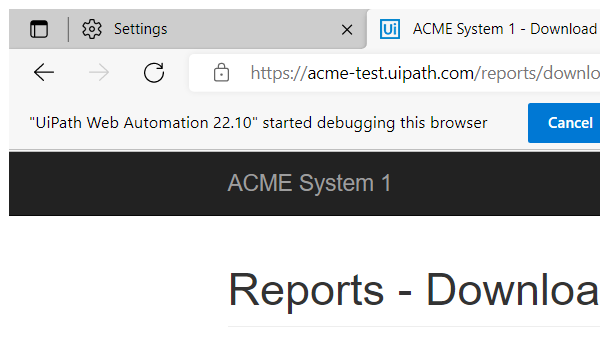 Settings
Ui ACME System 1 - Download
https://acme-test.uipath.com/reports/downlo
"UiPath Web Automation 22.10" started debugging this browser
Cancel
ACME System 1
Reports - Downloa